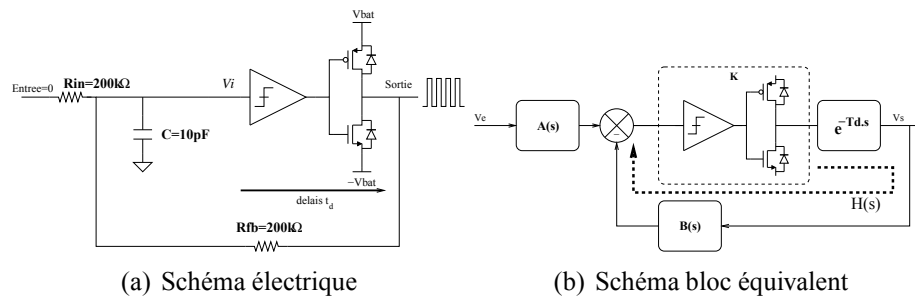 Vbat
Entree=0
Rin=200kΩ
Vi
Sortie
C=10pF
−Vbat
delais t_d
Rfb=200kΩ
(a) Schéma électrique
K
Ve
A(s)
−
e^−Td.s
Vs
H(s)
B(s)
(b) Schéma bloc équivalent